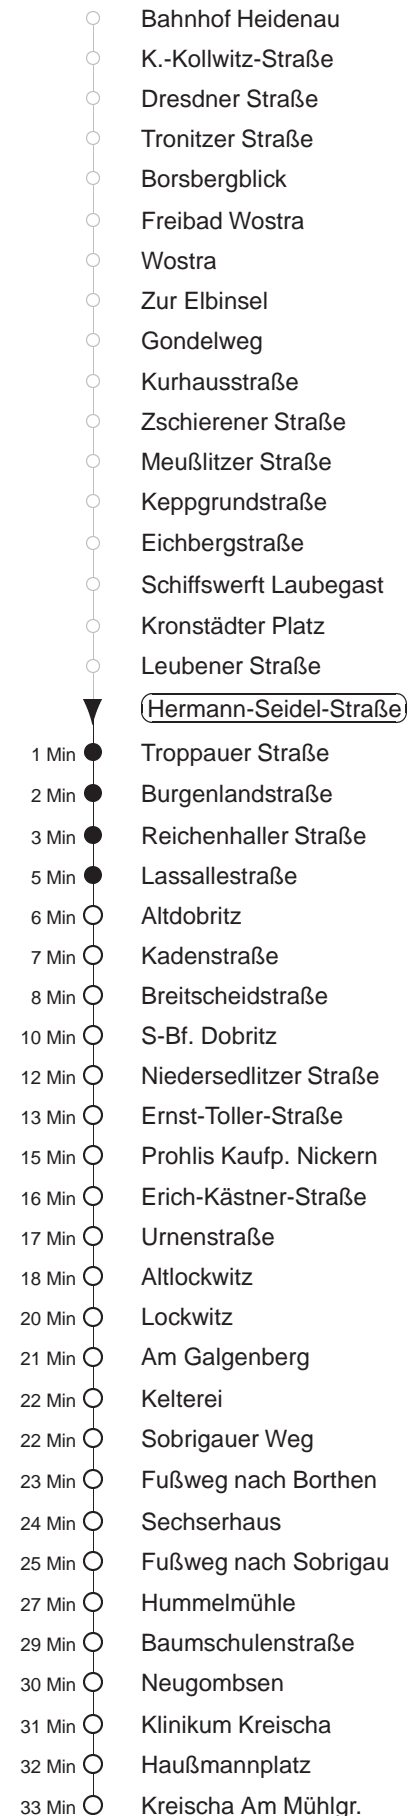 Bahnhof Heidenau
K.-Kollwitz-Straße
Dresdner Straße
Tronitzer Straße
Borsbergblick
Freibad Wostra
Wostra
Zur Elbinsel
Gondelweg
Kurhausstraße
Zschierener Straße
Meußlitzer Straße
Keppgrundstraße
Eichbergstraße
Schiffswerft Laubegast
Kronstädter Platz
Leubener Straße
Hermann-Seidel-Straße
1 Min Troppauer Straße
2 Min Burgenlandstraße
3 Min Reichenhaller Straße
5 Min Lassallestraße
6 Min Altdobritz
7 Min Kadenstraße
8 Min Breitscheidstraße
10 Min S-Bf. Dobritz
12 Min Niedersedlitzer Straße
13 Min Ernst-Toller-Straße
15 Min Prohlis Kaufp. Nickern
16 Min Erich-Kästner-Straße
17 Min Urnenstraße
18 Min Altlockwitz
20 Min Lockwitz
21 Min Am Galgenberg
22 Min Kelterei
22 Min Sobrigauer Weg
23 Min Fußweg nach Borthen
24 Min Sechserhaus
25 Min Fußweg nach Sobrigau
27 Min Hummelmühle
29 Min Baumschulenstraße
30 Min Neugombsen
31 Min Klinikum Kreischa
32 Min Haußmannplatz
33 Min Kreischa Am Mühlgr.